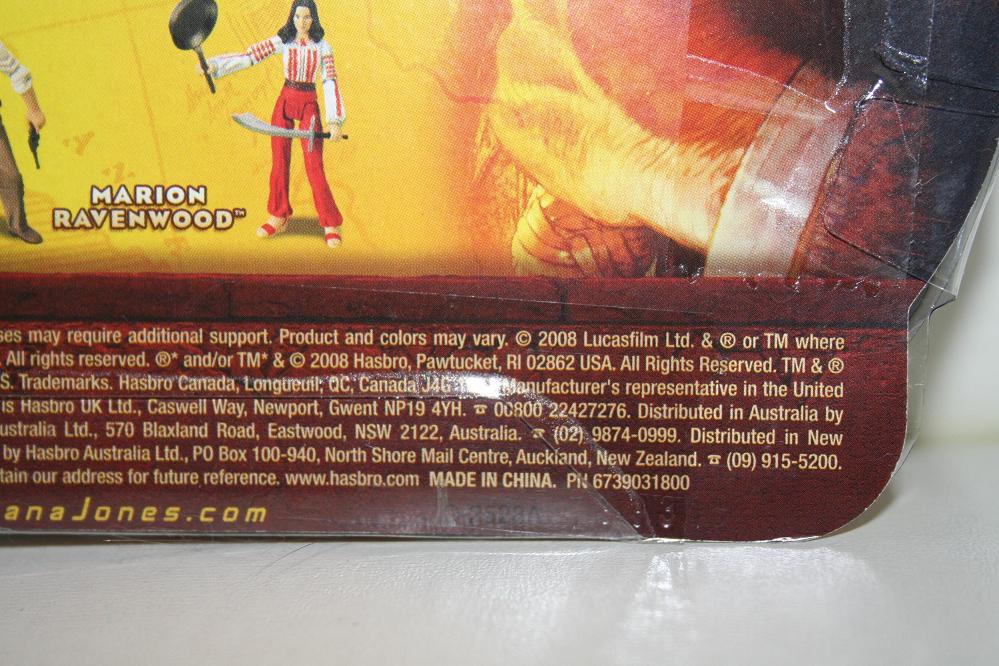 MARION
RAVENWOOD™
ses may require additional support. Product and colors may vary. © 2008 Lucasfilm Ltd. & ® or TM where
All rights reserved. ®* and/or TM* & © 2008 Hasbro, Pawtucket, RI 02862 USA. All Rights Reserved. TM & ®
S. Trademarks. Hasbro Canada, Longueuil, QC, Canada J4G Manufacturer's representative in the United
is Hasbro UK Ltd., Caswell Way, Newport, Gwent NP19 4YH. ☎ 00800 22427276. Distributed in Australia by
ustralia Ltd., 570 Blaxland Road, Eastwood, NSW 2122, Australia. ☎ (02) 9874-0999. Distributed in New
by Hasbro Australia Ltd., PO Box 100-940, North Shore Mail Centre, Auckland, New Zealand. ☎ (09) 915-5200.
tain our address for future reference. www.hasbro.com MADE IN CHINA. PN 6739031800
anaJones.com